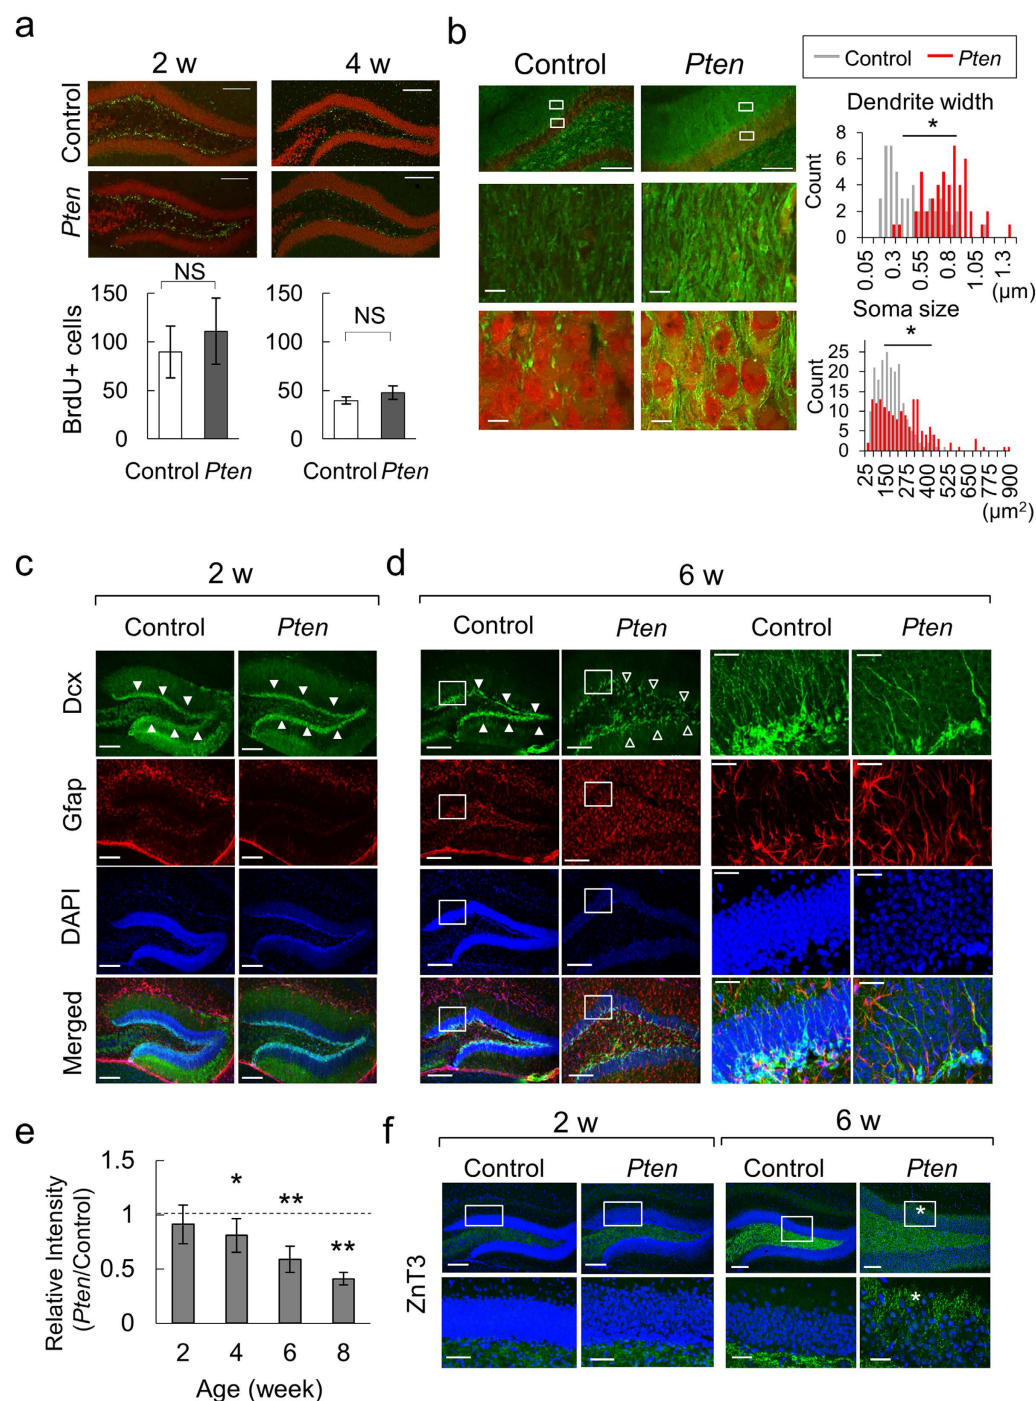 a
2 w
4 w
Control
Pten
NS
NS
BrdU+ cells
150
100
50
0
150
100
50
0
Control Pten
Control Pten
b
Control
Pten
Control Pten
Dendrite width
*
Count
8
6
4
2
0
0.05
0.3
0.55
0.8
1.05
1.3
(µm)
Soma size
*
Count
25
20
15
10
5
0
25
150
275
400
525
650
775
900
(µm²)
c
2 w
Control
Pten
Dcx
Gfap
DAPI
Merged
d
6 w
Control
Pten
Control
Pten
e
Relative Intensity
(Pten/Control)
1.5
1
0.5
0
*
**
**
2
4
6
8
Age (week)
f
2 w
6 w
Control
Pten
Control
Pten
ZnT3
*
*